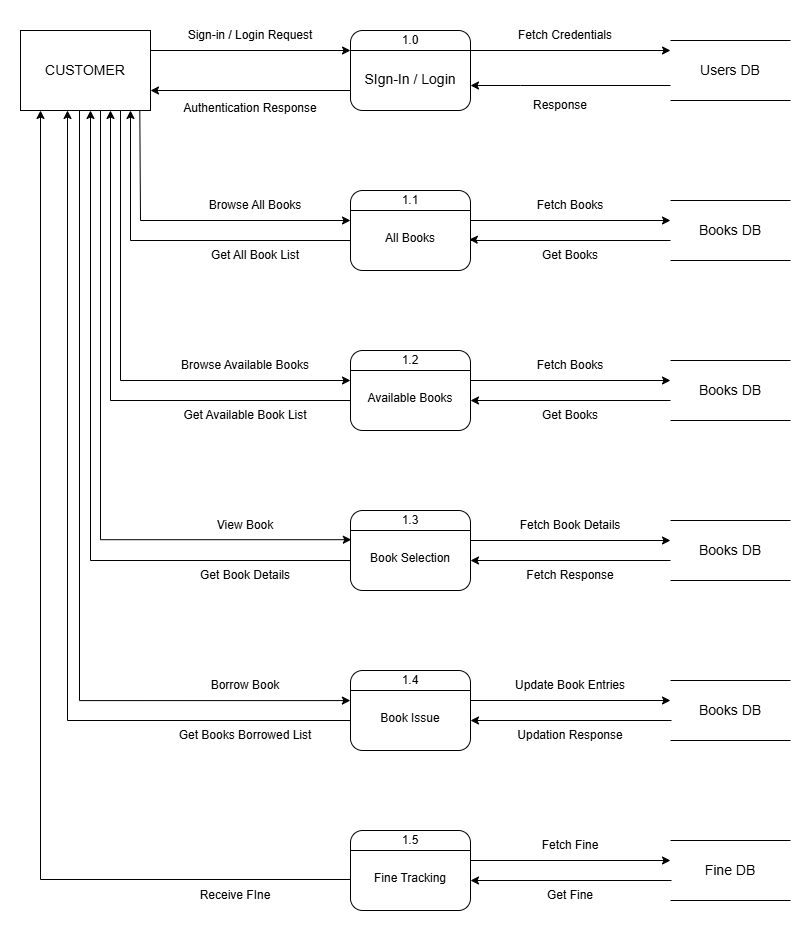 Sign-in / Login Request
1.0
Fetch Credentials
CUSTOMER
SIgn-In / Login
Users DB
Authentication Response
Response
Browse All Books
1.1
Fetch Books
All Books
Books DB
Get All Book List
Get Books
Browse Available Books
1.2
Fetch Books
Available Books
Books DB
Get Available Book List
Get Books
View Book
1.3
Fetch Book Details
Book Selection
Books DB
Get Book Details
Fetch Response
Borrow Book
1.4
Update Book Entries
Book Issue
Books DB
Get Books Borrowed List
Updation Response
1.5
Fetch Fine
Fine Tracking
Fine DB
Receive FIne
Get Fine